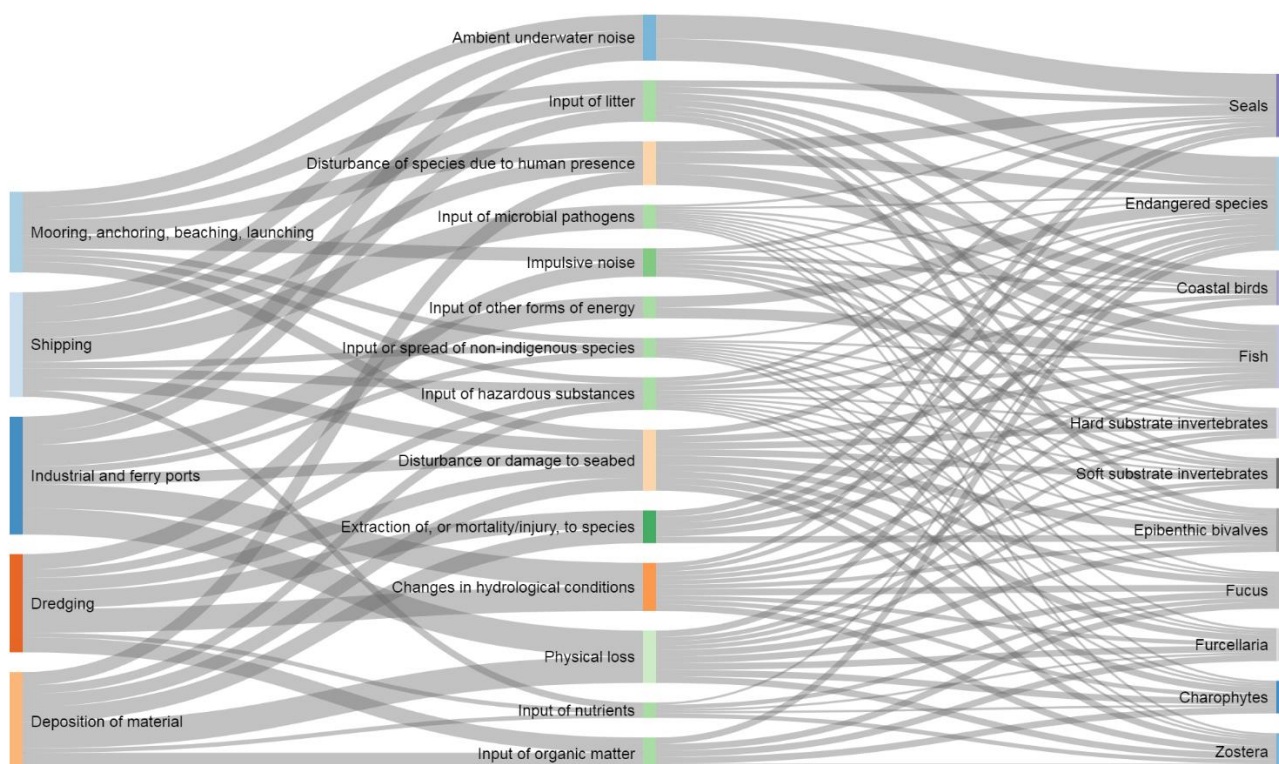 Mooring, anchoring, beaching, launching
Shipping
Industrial and ferry ports
Dredging
Deposition of material
Ambient underwater noise
Input of litter
Disturbance of species due to human presence
Input of microbial pathogens
Impulsive noise
Input of other forms of energy
Input or spread of non-indigenous species
Input of hazardous substances
Disturbance or damage to seabed
Extraction of, or mortality/injury, to species
Changes in hydrological conditions
Physical loss
Input of nutrients
Input of organic matter
Seals
Endangered species
Coastal birds
Fish
Hard substrate invertebrates
Soft substrate invertebrates
Epibenthic bivalves
Fucus
Furcellaria
Charophytes
Zostera